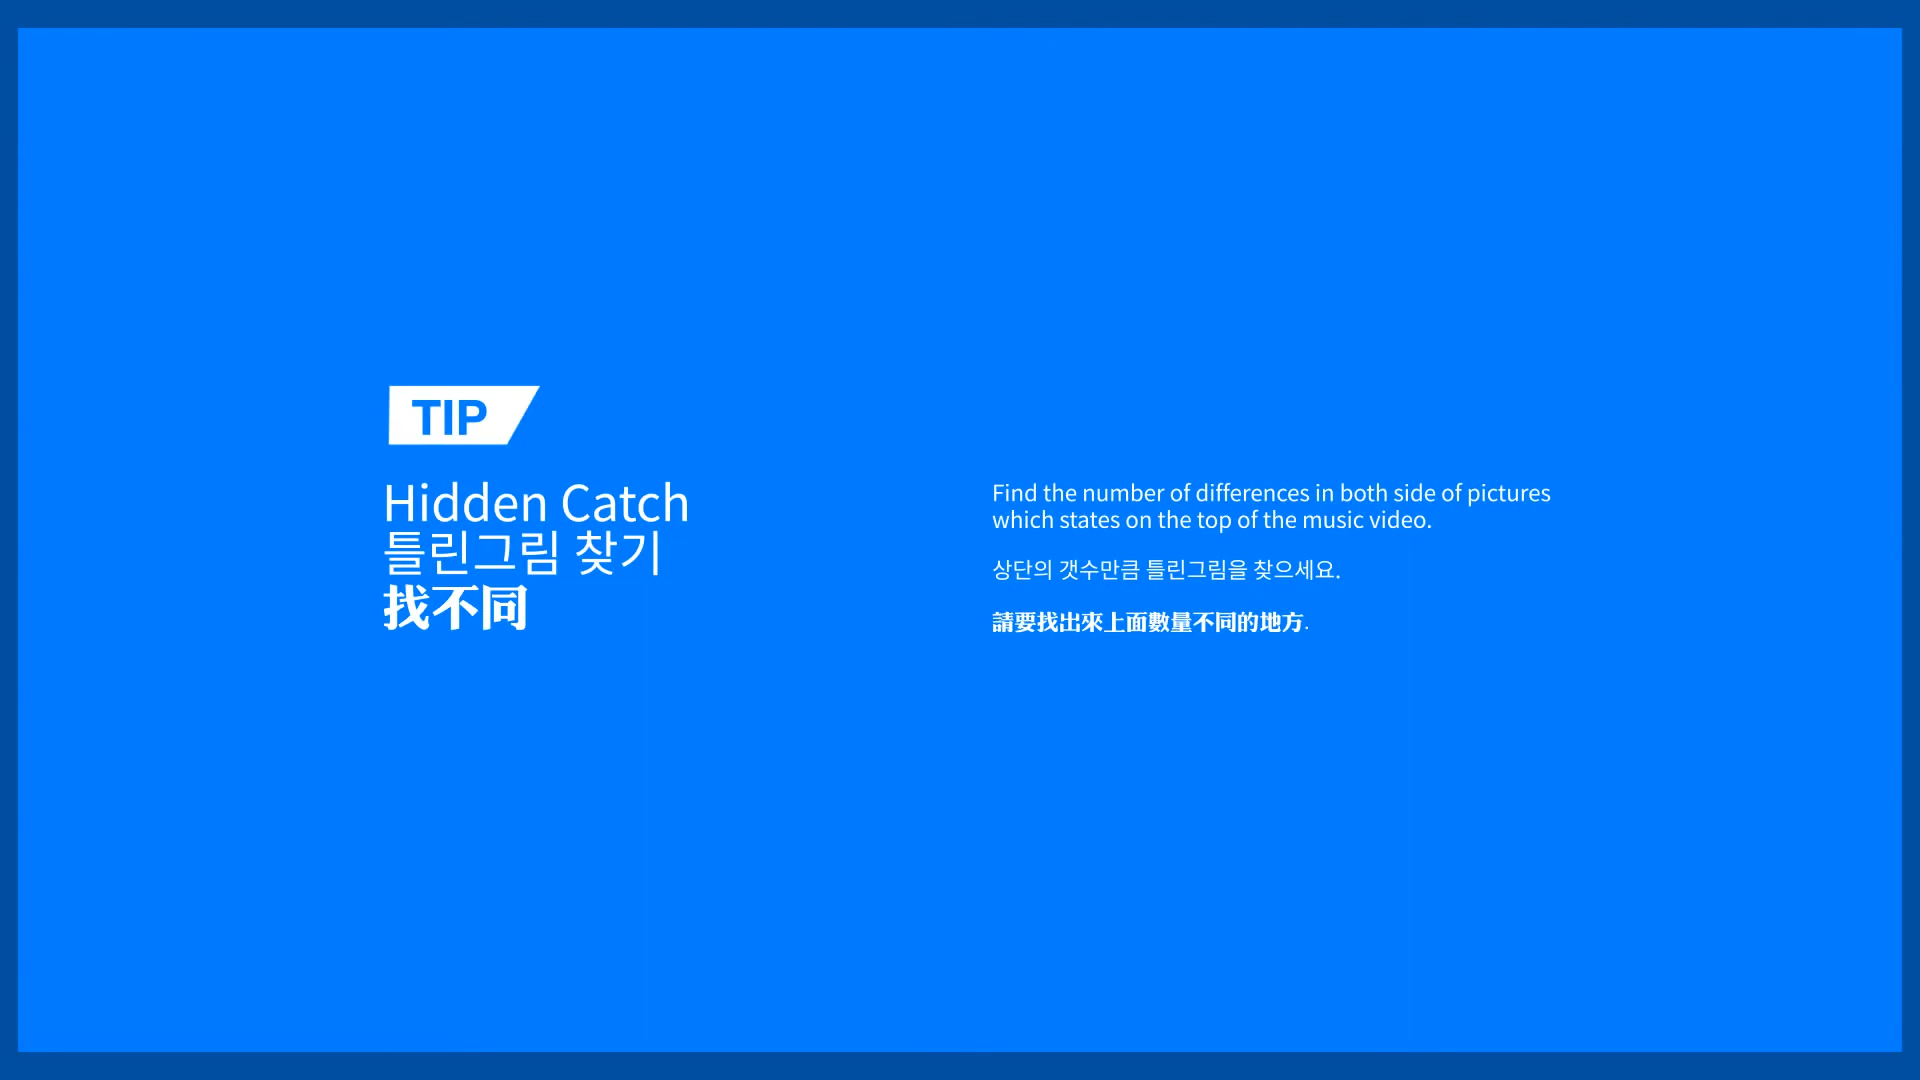 TIP
Hidden Catch
틀린그림 찾기
找不同
Find the number of differences in both side of pictures
which states on the top of the music video.
상단의 갯수만큼 틀린그림을 찾으세요.
請要找出來上面數量不同的地方.